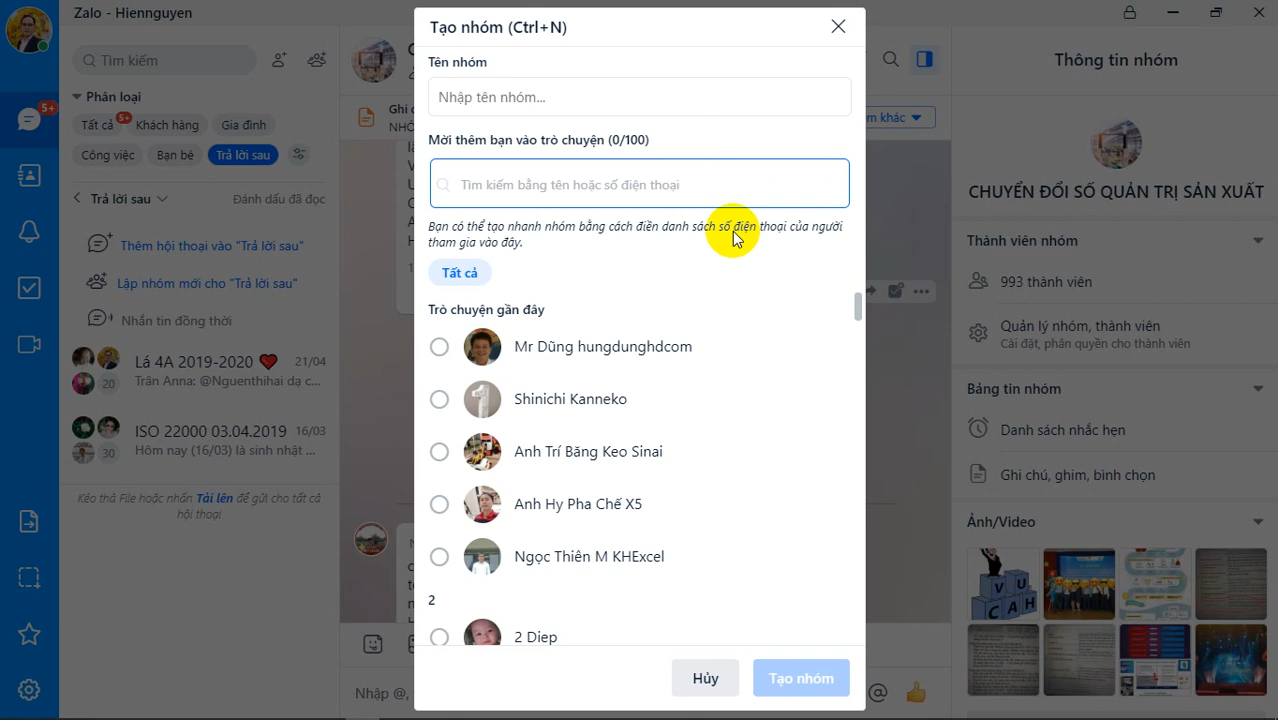 Zalo - Hiennguyen
Tìm kiếm
Phân loại
Tất cả
5+
Khách hàng
Gia đình
Công việc
Bạn bè
Trả lời sau
5+
Trả lời sau
Đánh dấu đã đọc
Thêm hội thoại vào "Trả lời sau"
Lập nhóm mới cho "Trả lời sau"
Nhắn tin đồng thời
Lá 4A 2019-2020 ❤
21/04
20
Trân Anna: @Nguenthihai dạ c...
ISO 22000 03.04.2019
16/03
30
Hôm nay (16/03) là sinh nhật ...
Kéo thả File hoặc nhấn Tải lên để gửi cho tất cả
hội thoại
Ghi c
NHÓ
m khác
Nhập @,
Tạo nhóm (Ctrl+N)
Tên nhóm
Nhập tên nhóm...
Mời thêm bạn vào trò chuyện (0/100)
Tìm kiếm bằng tên hoặc số điện thoại
Bạn có thể tạo nhanh nhóm bằng cách điền danh sách số điện thoại của người
tham gia vào đây.
Tất cả
Trò chuyện gần đây
Mr Dũng hungdunghdcom
Shinichi Kanneko
Anh Trí Băng Keo Sinai
Anh Hy Pha Chế X5
Ngọc Thiên M KHExcel
2
2 Diep
Hủy
Tạo nhóm
Thông tin nhóm
CHUYỂN ĐỔI SỐ QUẢN TRỊ SẢN XUẤT
Thành viên nhóm
993 thành viên
Quản lý nhóm, thành viên
Cài đặt, phân quyền cho thành viên
Bảng tin nhóm
Danh sách nhắc hẹn
Ghi chú, ghim, bình chọn
Ảnh/Video
VU
CAH